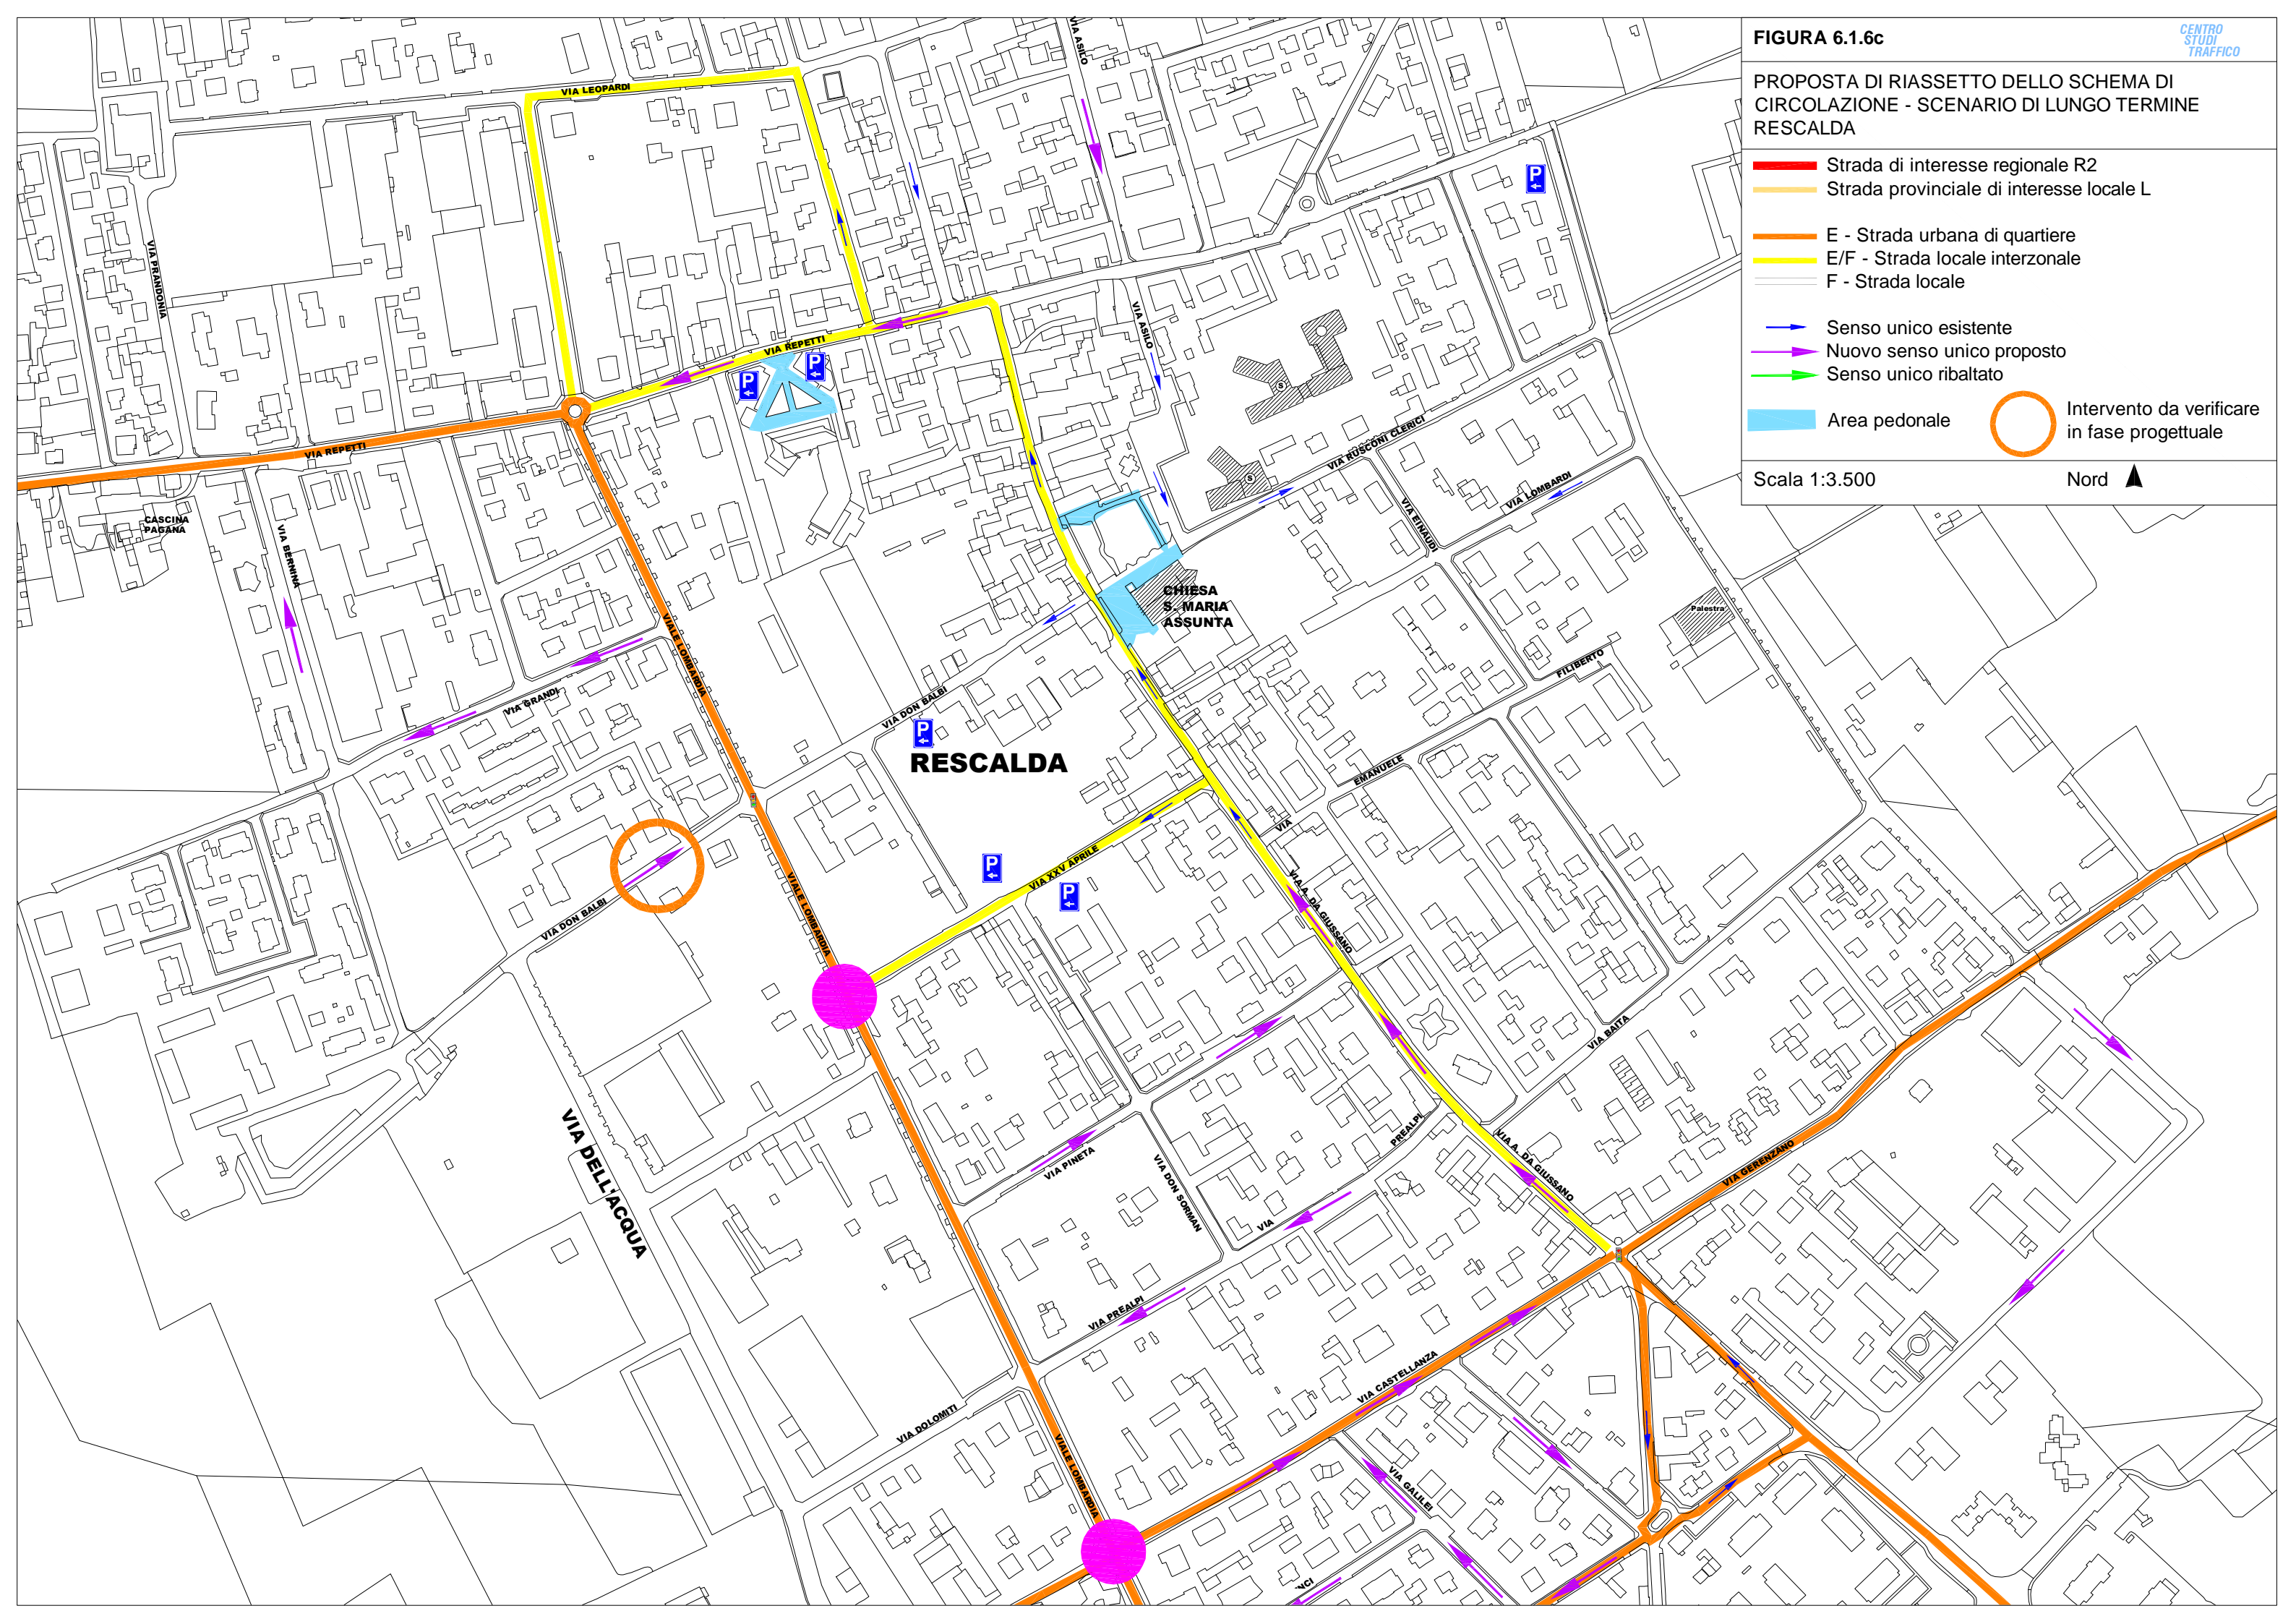 FIGURA 6.1.6c
CENTRO
STUDI
TRAFFICO
PROPOSTA DI RIASSETTO DELLO SCHEMA DI
CIRCOLAZIONE - SCENARIO DI LUNGO TERMINE
RESCALDA
Strada di interesse regionale R2
Strada provinciale di interesse locale L
E - Strada urbana di quartiere
E/F - Strada locale interzonale
F - Strada locale
Senso unico esistente
Nuovo senso unico proposto
Senso unico ribaltato
Area pedonale
Intervento da verificare
in fase progettuale
Scala 1:3.500
Nord
VIA ASILO
VIA LEOPARDI
P
VIA PRANDONIA
VIA ASILO
VIA REPETTI
P
P
S
VIA REPETTI
VIA RUSCONI CLERICI
S
VIA LOMBARDI
VIA EINAUDI
CASCINA
PAGANA
VIA BERNINA
CHIESA
S. MARIA
ASSUNTA
Palestra
VIALE LOMBARDIA
FILIBERTO
VIA GRANDI
VIA DON BALBI
P
RESCALDA
EMANUELE
VIA
P
VIA XXV APRILE
P
VIA A. DA GIUSSANO
VIALE LOMBARDIA
VIA DON BALBI
VIA BAITA
VIA DELL'ACQUA
PREALPI
VIA A. DA GIUSSANO
VIA GERENZANO
VIA PINETA
VIA DON SORMAN
VIA
VIA PREALPI
VIA CASTELLANZA
VIA DOLOMITI
VIALE LOMBARDIA
VIA GALILEI
NCI